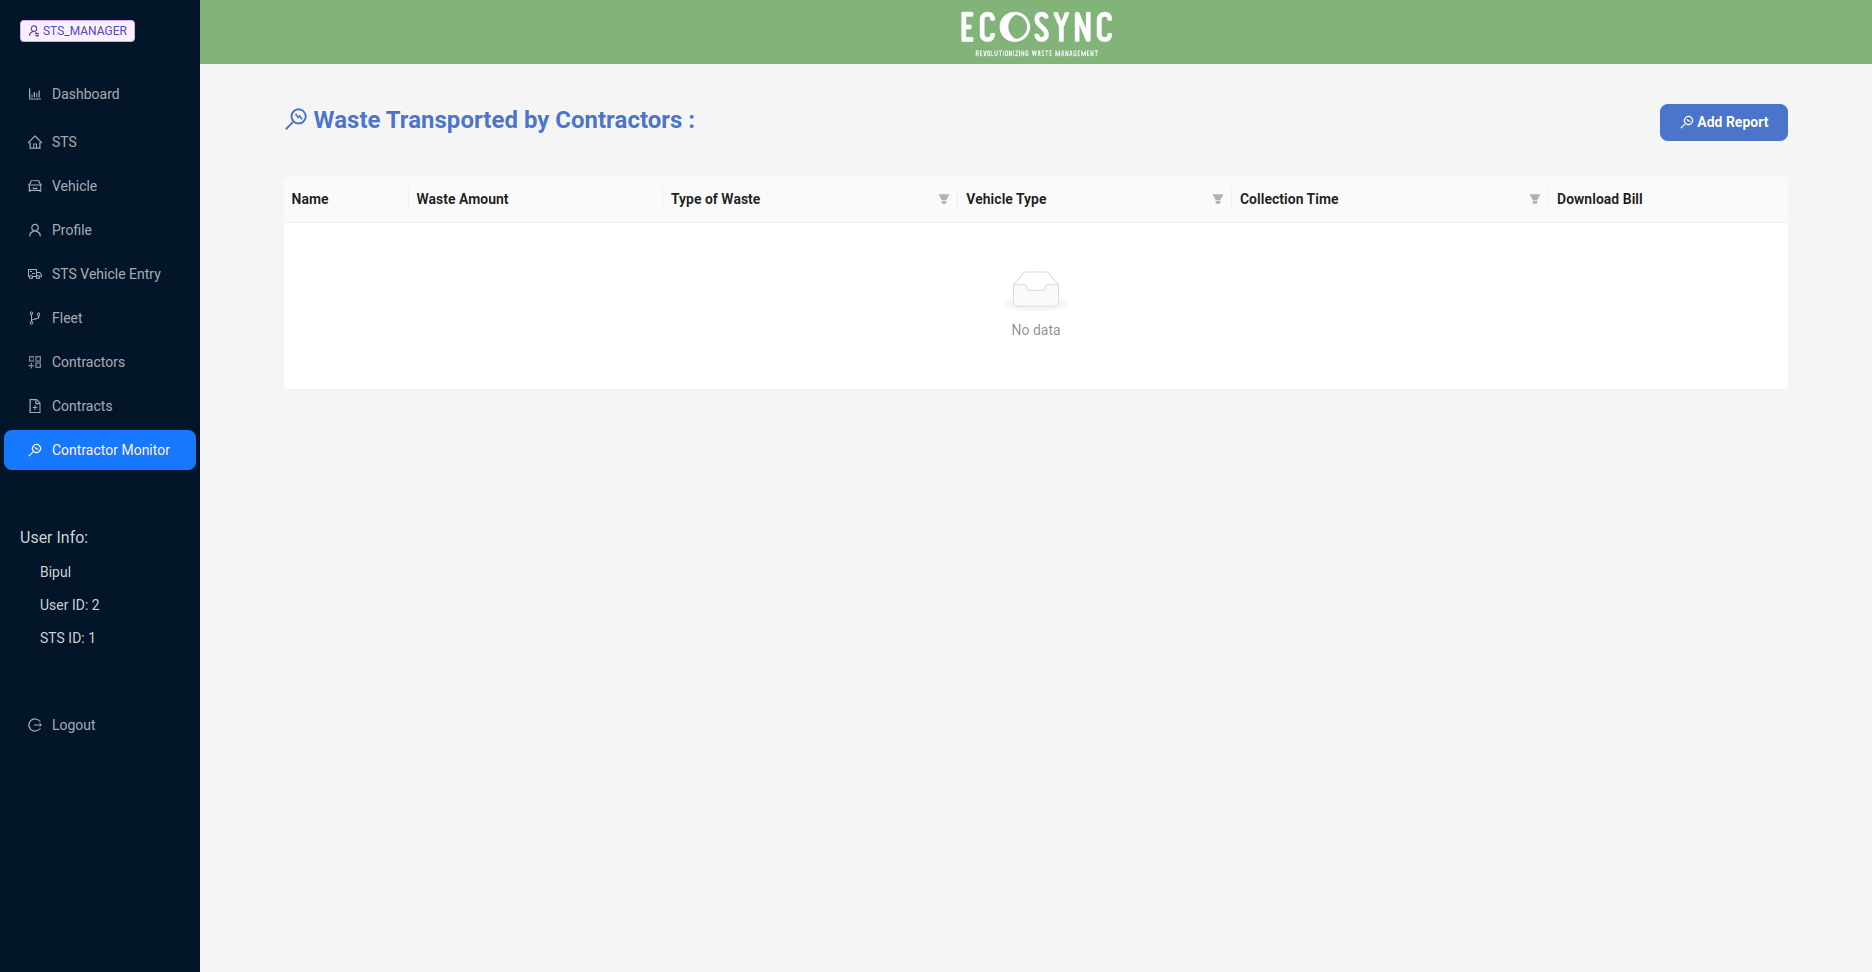 STS_MANAGER
Dashboard
STS
Vehicle
Profile
STS Vehicle Entry
Fleet
Contractors
Contracts
Contractor Monitor
User Info:
Bipul
User ID: 2
STS ID: 1
Logout
ECOSYNC
REVOLUTIONIZING WASTE MANAGEMENT
Waste Transported by Contractors :
Add Report
Name Waste Amount Type of Waste Vehicle Type Collection Time Download Bill
No data